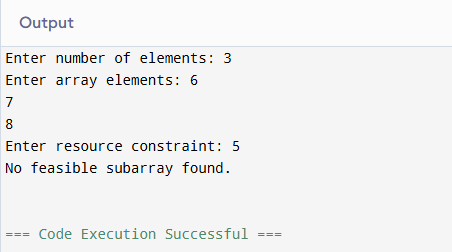 Output
Enter number of elements: 3
Enter array elements: 6
7
8
Enter resource constraint: 5
No feasible subarray found.
=== Code Execution Successful ===